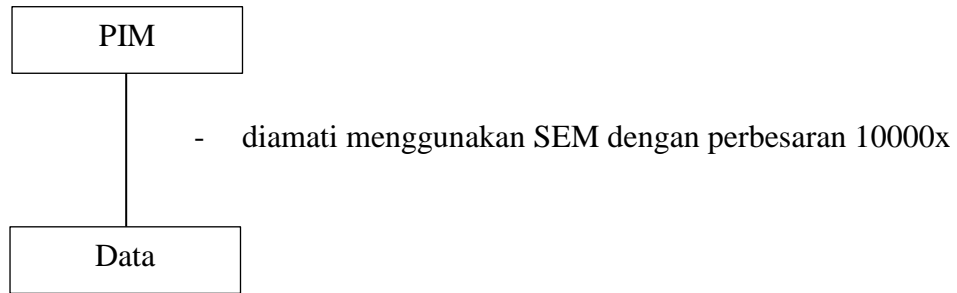 PIM
- diamati menggunakan SEM dengan perbesaran 10000x
Data